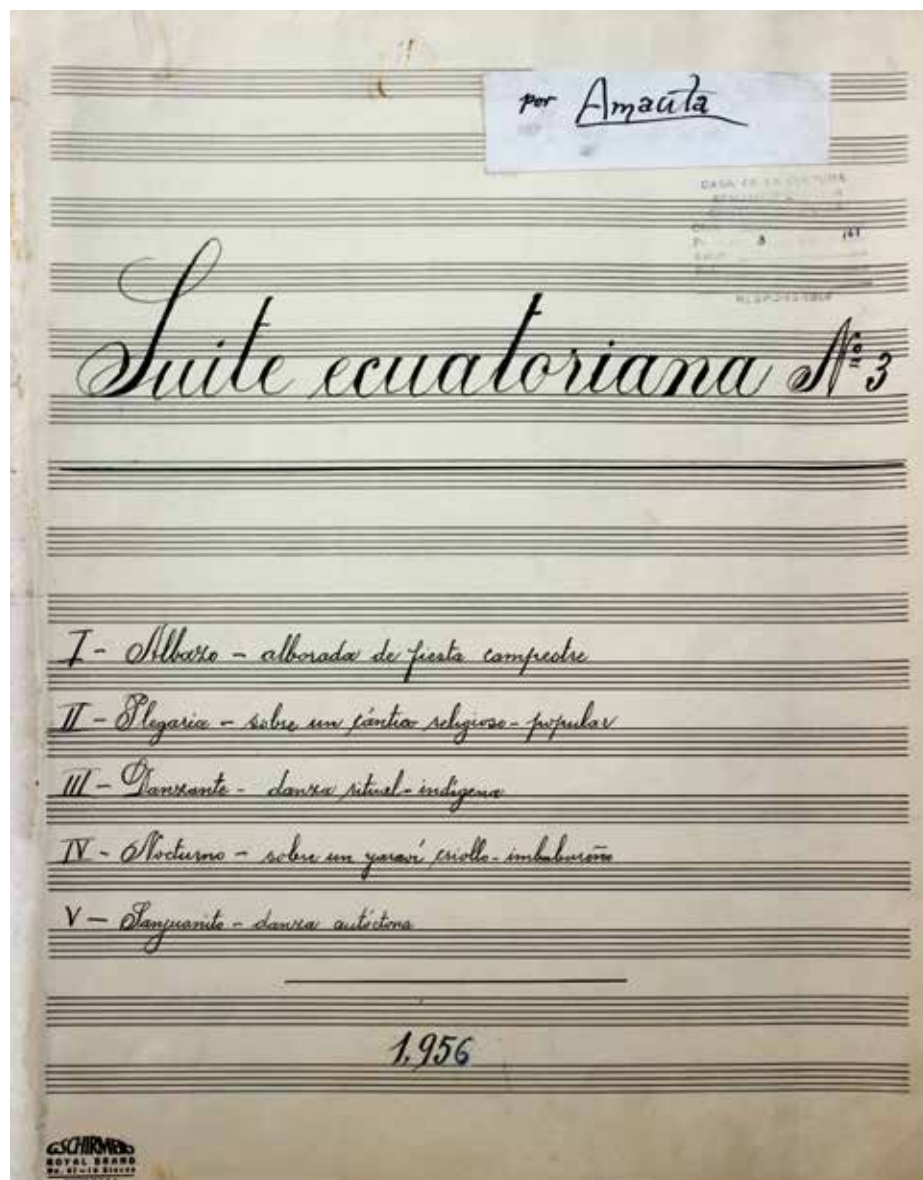 por Amaúta
CASA DE LA CULTURA
RESPONSABLE
Suite ecuatoriana Nº 3
I - Albazo - alborada de fiesta campestre
II - Plegaria - sobre un cántico religioso - popular
III - Danzante - danza ritual - indígena
IV - Nocturno - sobre un yaraví criollo - imbabureño
V - Sanjuanito - danza autóctona
1,956
G. SCHIRMER
ROYAL BRAND